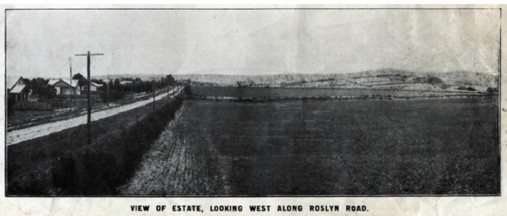 VIEW OF ESTATE, LOOKING WEST ALONG ROSLYN ROAD.